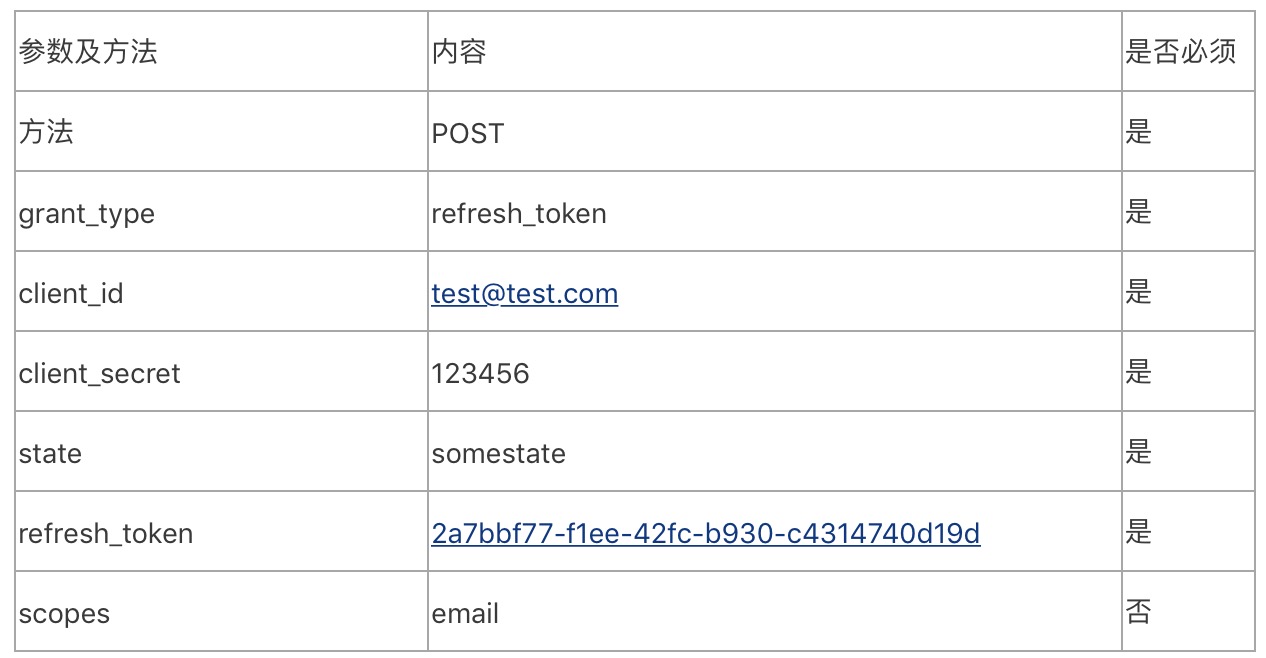 参数及方法 内容 是否必须
方法 POST 是
grant_type refresh_token 是
client_id test@test.com 是
client_secret 123456 是
state somestate 是
refresh_token 2a7bbf77-f1ee-42fc-b930-c4314740d19d 是
scopes email 否